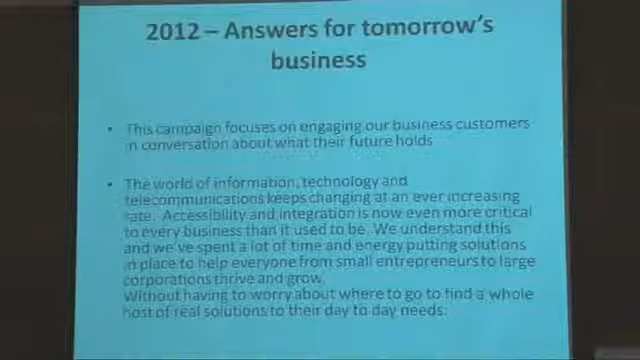 2012 – Answers for tomorrow's
business
• This campaign focuses on engaging our business customers
in conversation about what their future holds
• The world of information, technology and
telecommunications keeps changing at an ever increasing
rate. Accessibility and integration is now even more critical
to every business than it used to be. We understand this
and we've spent a lot of time and energy putting solutions
in place to help everyone from small entrepreneurs to large
corporations thrive and grow.
Without having to worry about where to go to find a whole
host of real solutions to their day to day needs.